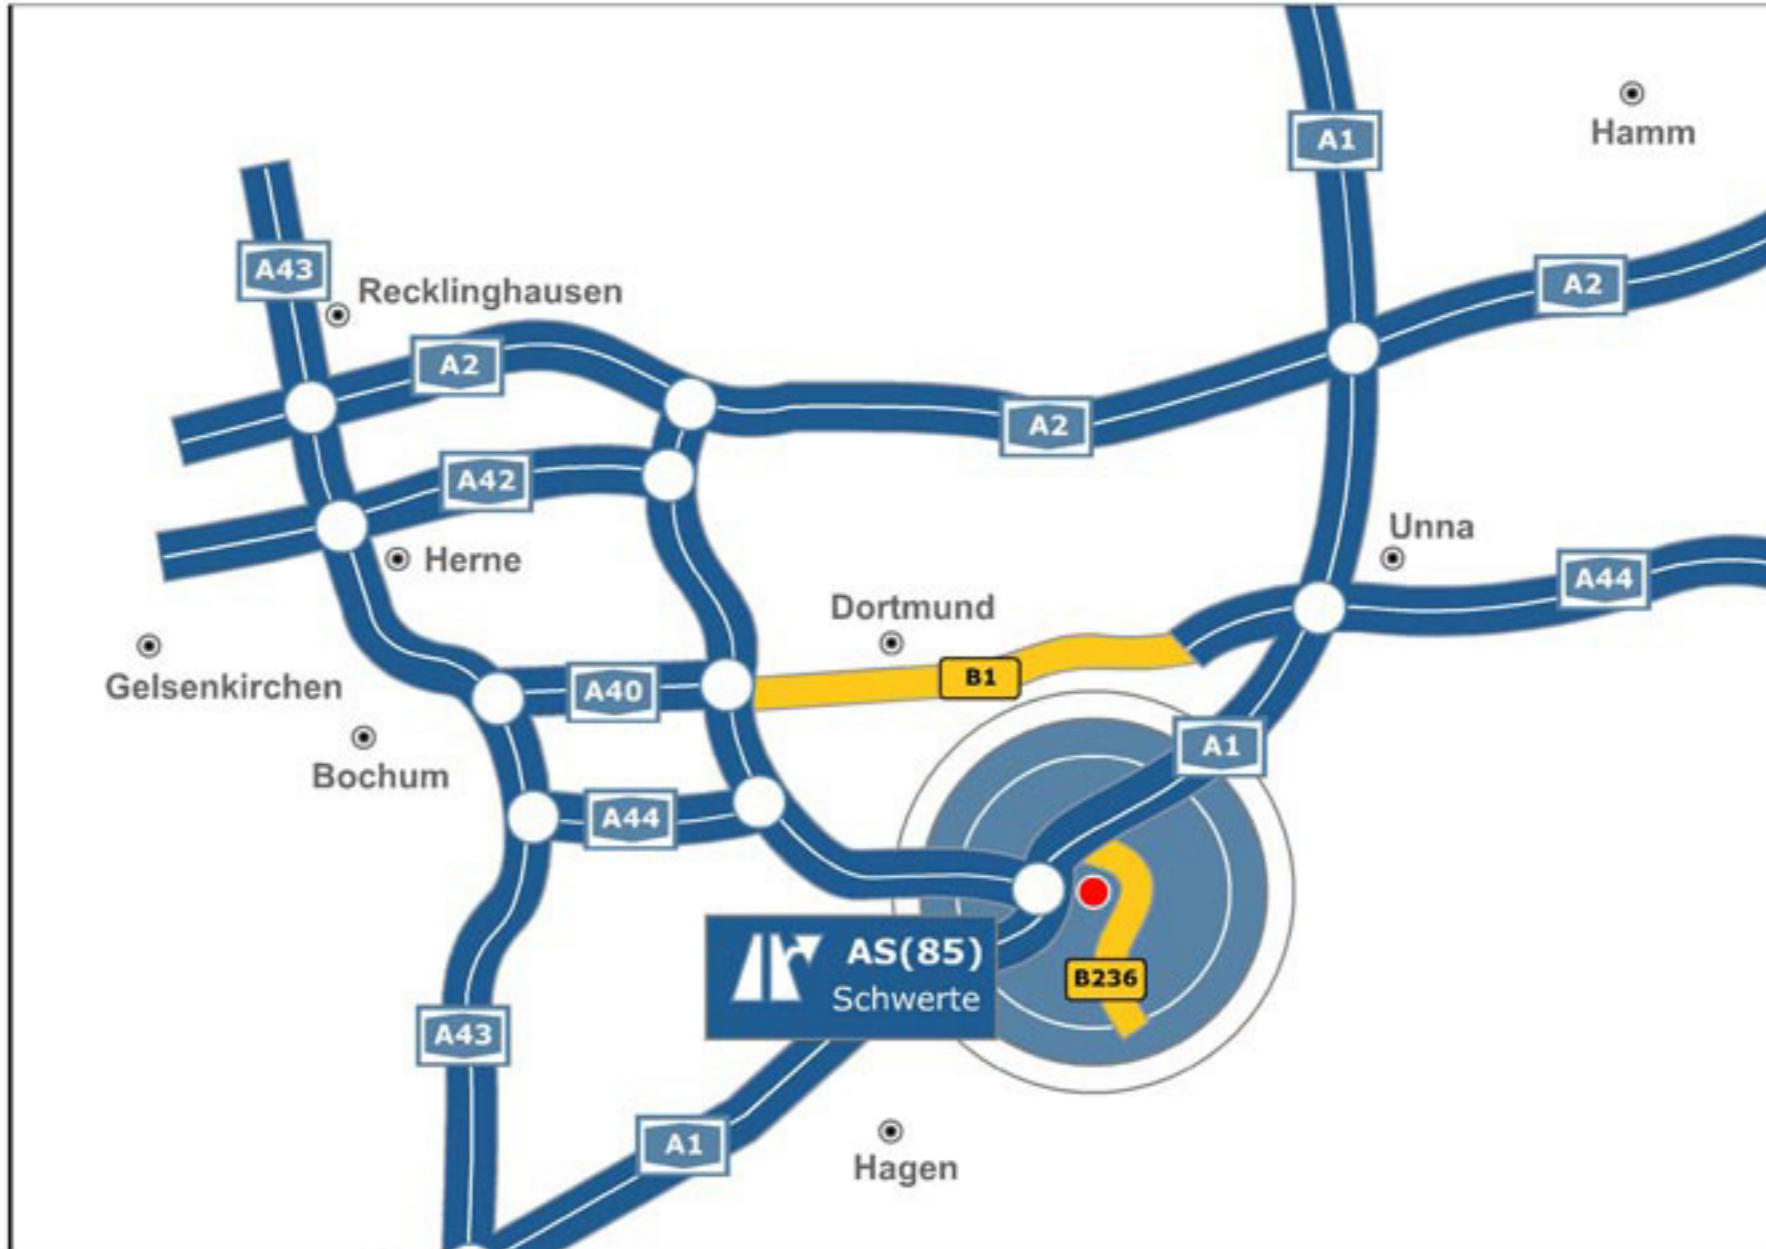 A1
Hamm
A43
Recklinghausen
A2
A2
A2
A42
Unna
Herne
A44
Dortmund
Gelsenkirchen
A40
B1
Bochum
A1
A44
AS(85)
Schwerte
B236
A43
A1
Hagen